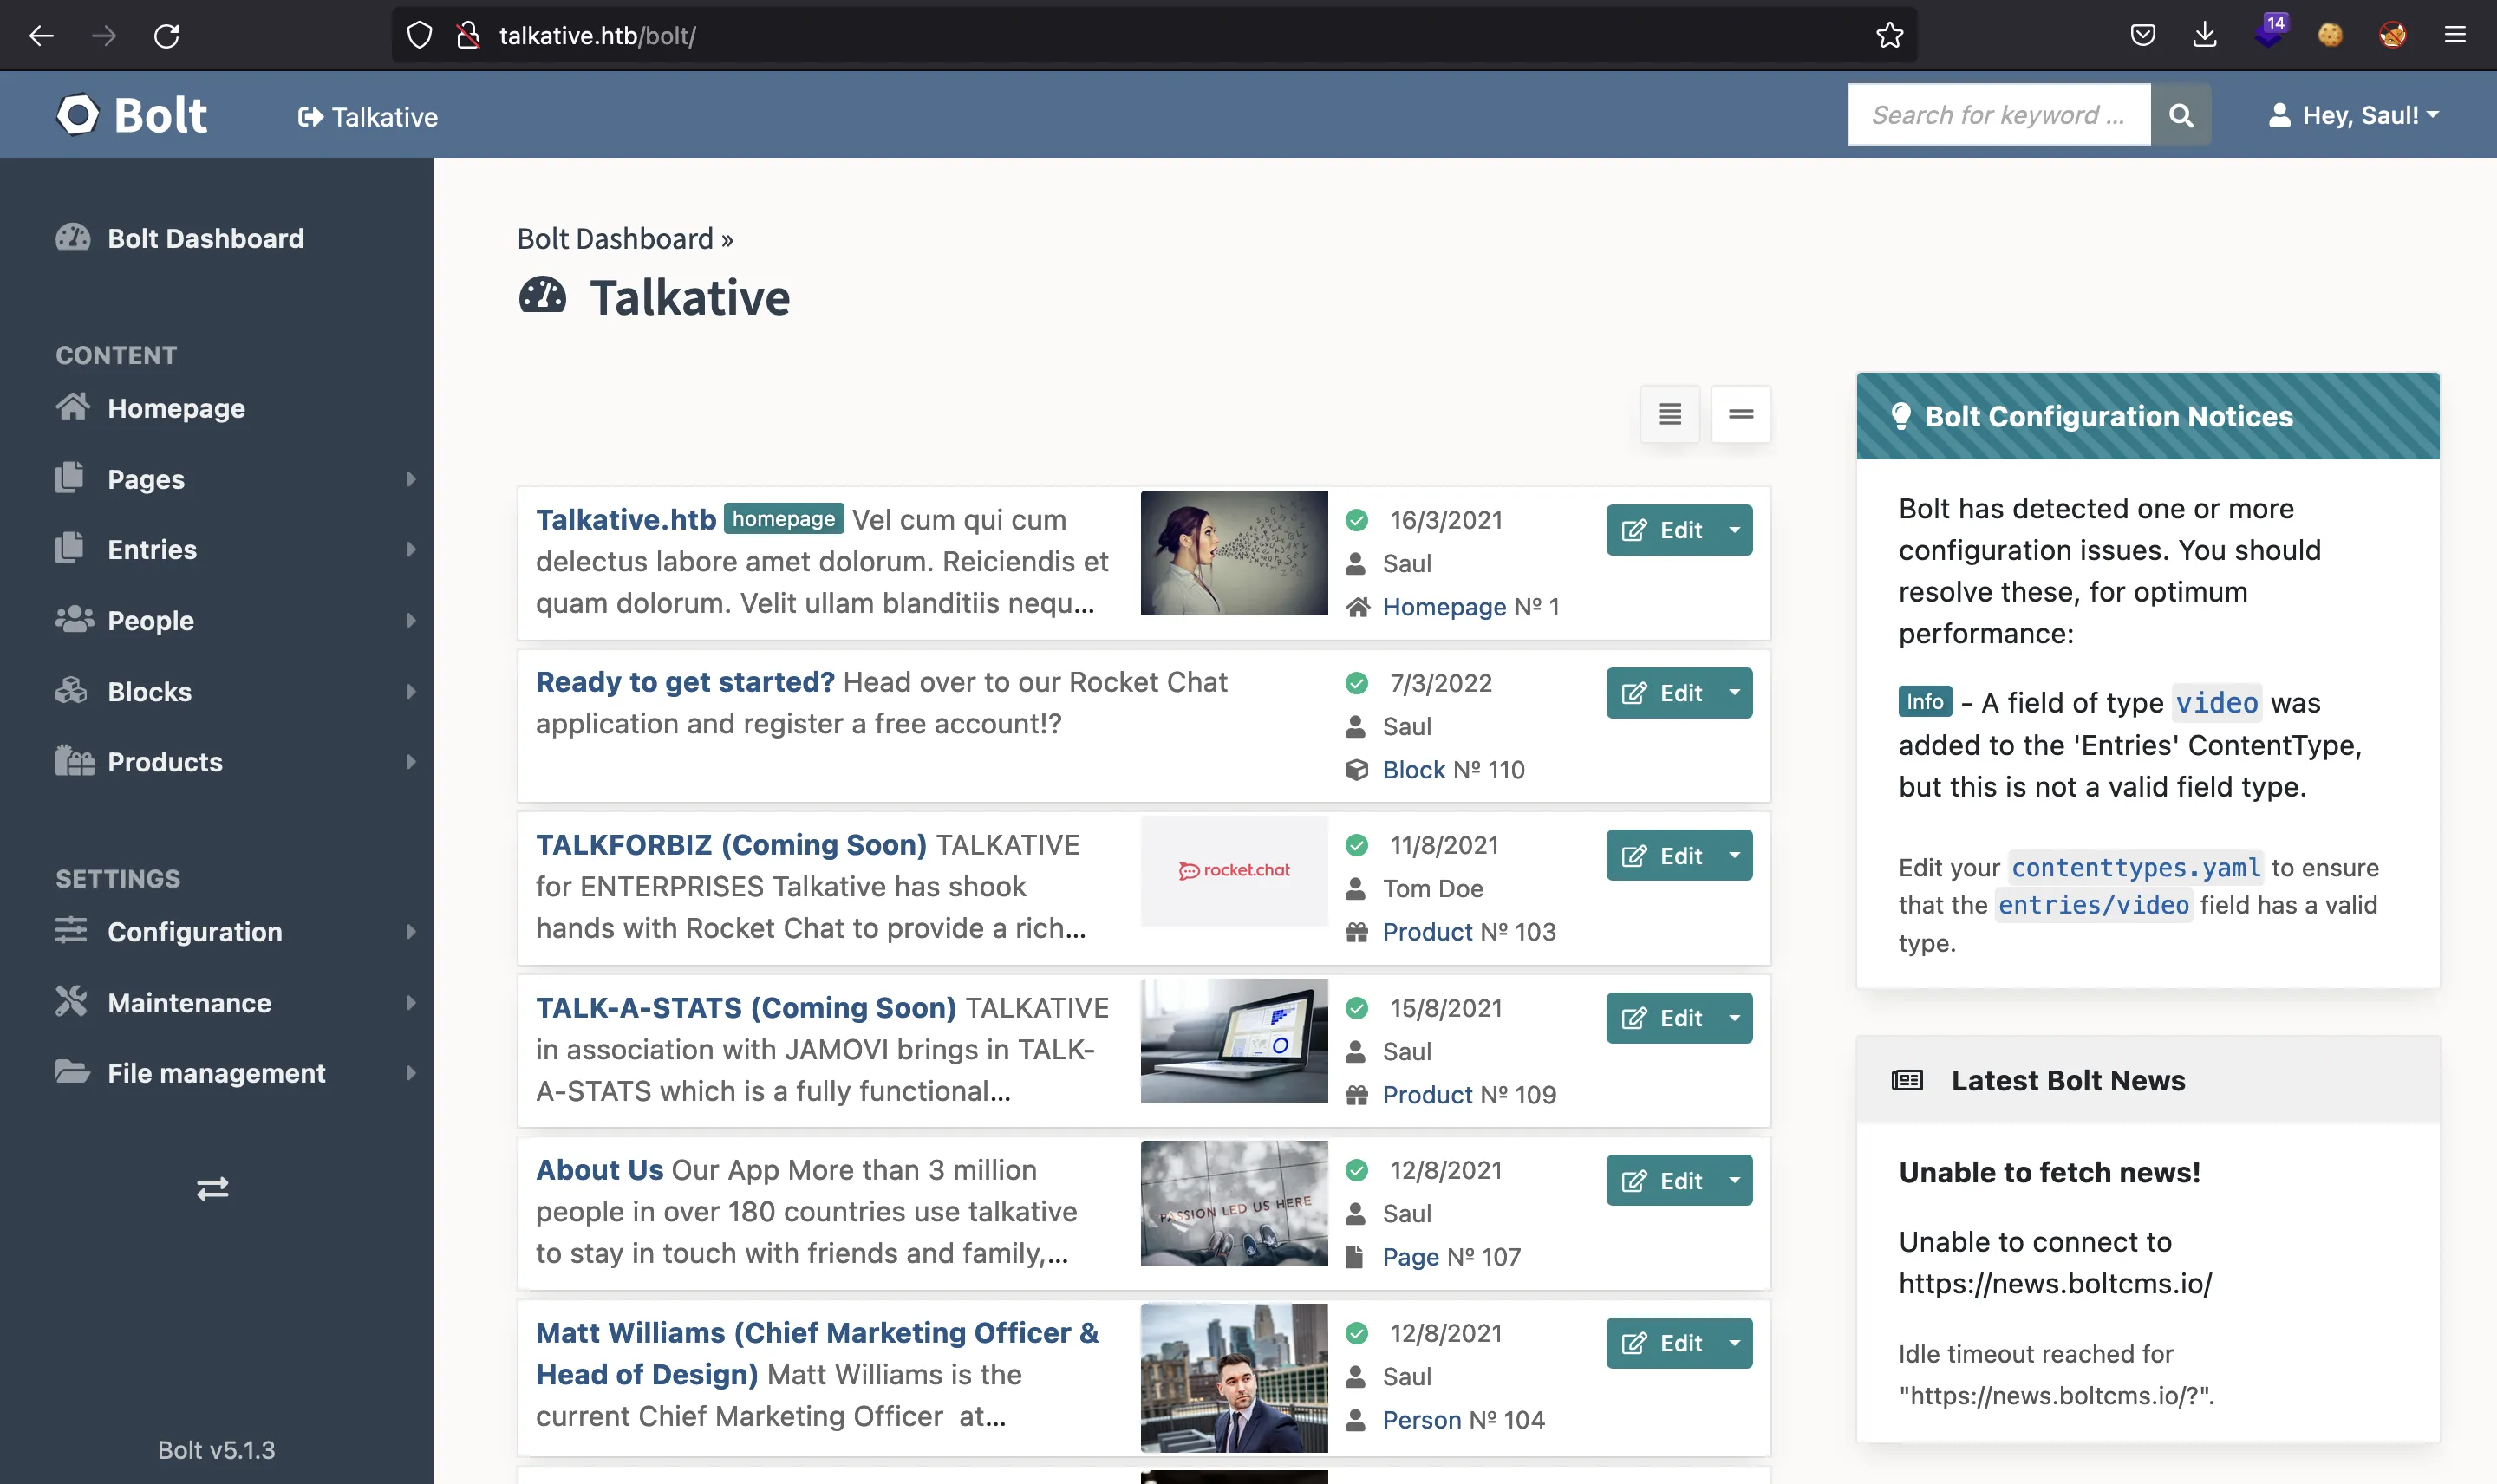 talkative.htb/bolt/
14
Bolt
Talkative
Search for keyword ...
Hey, Saul!
Bolt Dashboard
CONTENT
Homepage
Pages
Entries
People
Blocks
Products
SETTINGS
Configuration
Maintenance
File management
Bolt v5.1.3
Bolt Dashboard »
Talkative
Talkative.htb homepage Vel cum qui cum
delectus labore amet dolorum. Reiciendis et
quam dolorum. Velit ullam blanditiis nequ...
16/3/2021
Saul
Homepage Nº 1
Edit
Ready to get started? Head over to our Rocket Chat
application and register a free account!?
7/3/2022
Saul
Block Nº 110
Edit
TALKFORBIZ (Coming Soon) TALKATIVE
for ENTERPRISES Talkative has shook
hands with Rocket Chat to provide a rich...
rocket.chat
11/8/2021
Tom Doe
Product Nº 103
Edit
TALK-A-STATS (Coming Soon) TALKATIVE
in association with JAMOVI brings in TALK-
A-STATS which is a fully functional...
15/8/2021
Saul
Product Nº 109
Edit
About Us Our App More than 3 million
people in over 180 countries use talkative
to stay in touch with friends and family,...
PASSION LED US HERE
12/8/2021
Saul
Page Nº 107
Edit
Matt Williams (Chief Marketing Officer &
Head of Design) Matt Williams is the
current Chief Marketing Officer at...
12/8/2021
Saul
Person Nº 104
Edit
Bolt Configuration Notices
Bolt has detected one or more
configuration issues. You should
resolve these, for optimum
performance:
Info - A field of type video was
added to the 'Entries' ContentType,
but this is not a valid field type.
Edit your contenttypes.yaml to ensure
that the entries/video field has a valid
type.
Latest Bolt News
Unable to fetch news!
Unable to connect to
https://news.boltcms.io/
Idle timeout reached for
"https://news.boltcms.io/?".